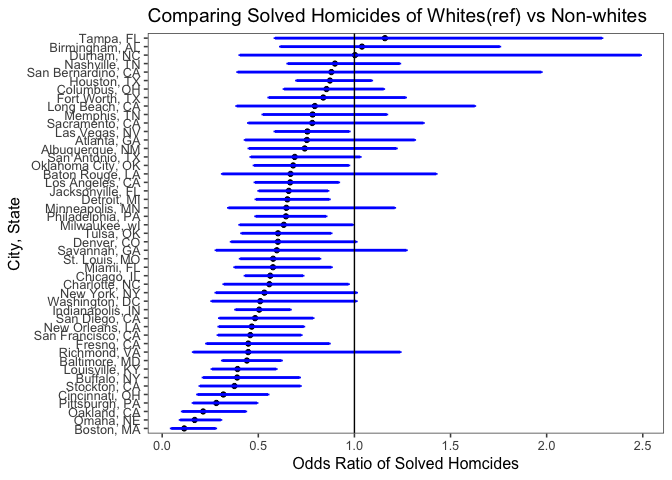 Comparing Solved Homicides of Whites(ref) vs Non-whites
City, State
Tampa, FL
Birmingham, AL
Durham, NC
Nashville, TN
San Bernardino, CA
Houston, TX
Columbus, OH
Fort Worth, TX
Long Beach, CA
Memphis, TN
Sacramento, CA
Las Vegas, NV
Atlanta, GA
Albuquerque, NM
San Antonio, TX
Oklahoma City, OK
Baton Rouge, LA
Los Angeles, CA
Jacksonville, FL
Detroit, MI
Minneapolis, MN
Philadelphia, PA
Milwaukee, wI
Tulsa, OK
Denver, CO
Savannah, GA
St. Louis, MO
Miami, FL
Chicago, IL
Charlotte, NC
New York, NY
Washington, DC
Indianapolis, IN
San Diego, CA
New Orleans, LA
San Francisco, CA
Fresno, CA
Richmond, VA
Baltimore, MD
Louisville, KY
Buffalo, NY
Stockton, CA
Cincinnati, OH
Pittsburgh, PA
Oakland, CA
Omaha, NE
Boston, MA
0.0 0.5 1.0 1.5 2.0 2.5
Odds Ratio of Solved Homcides